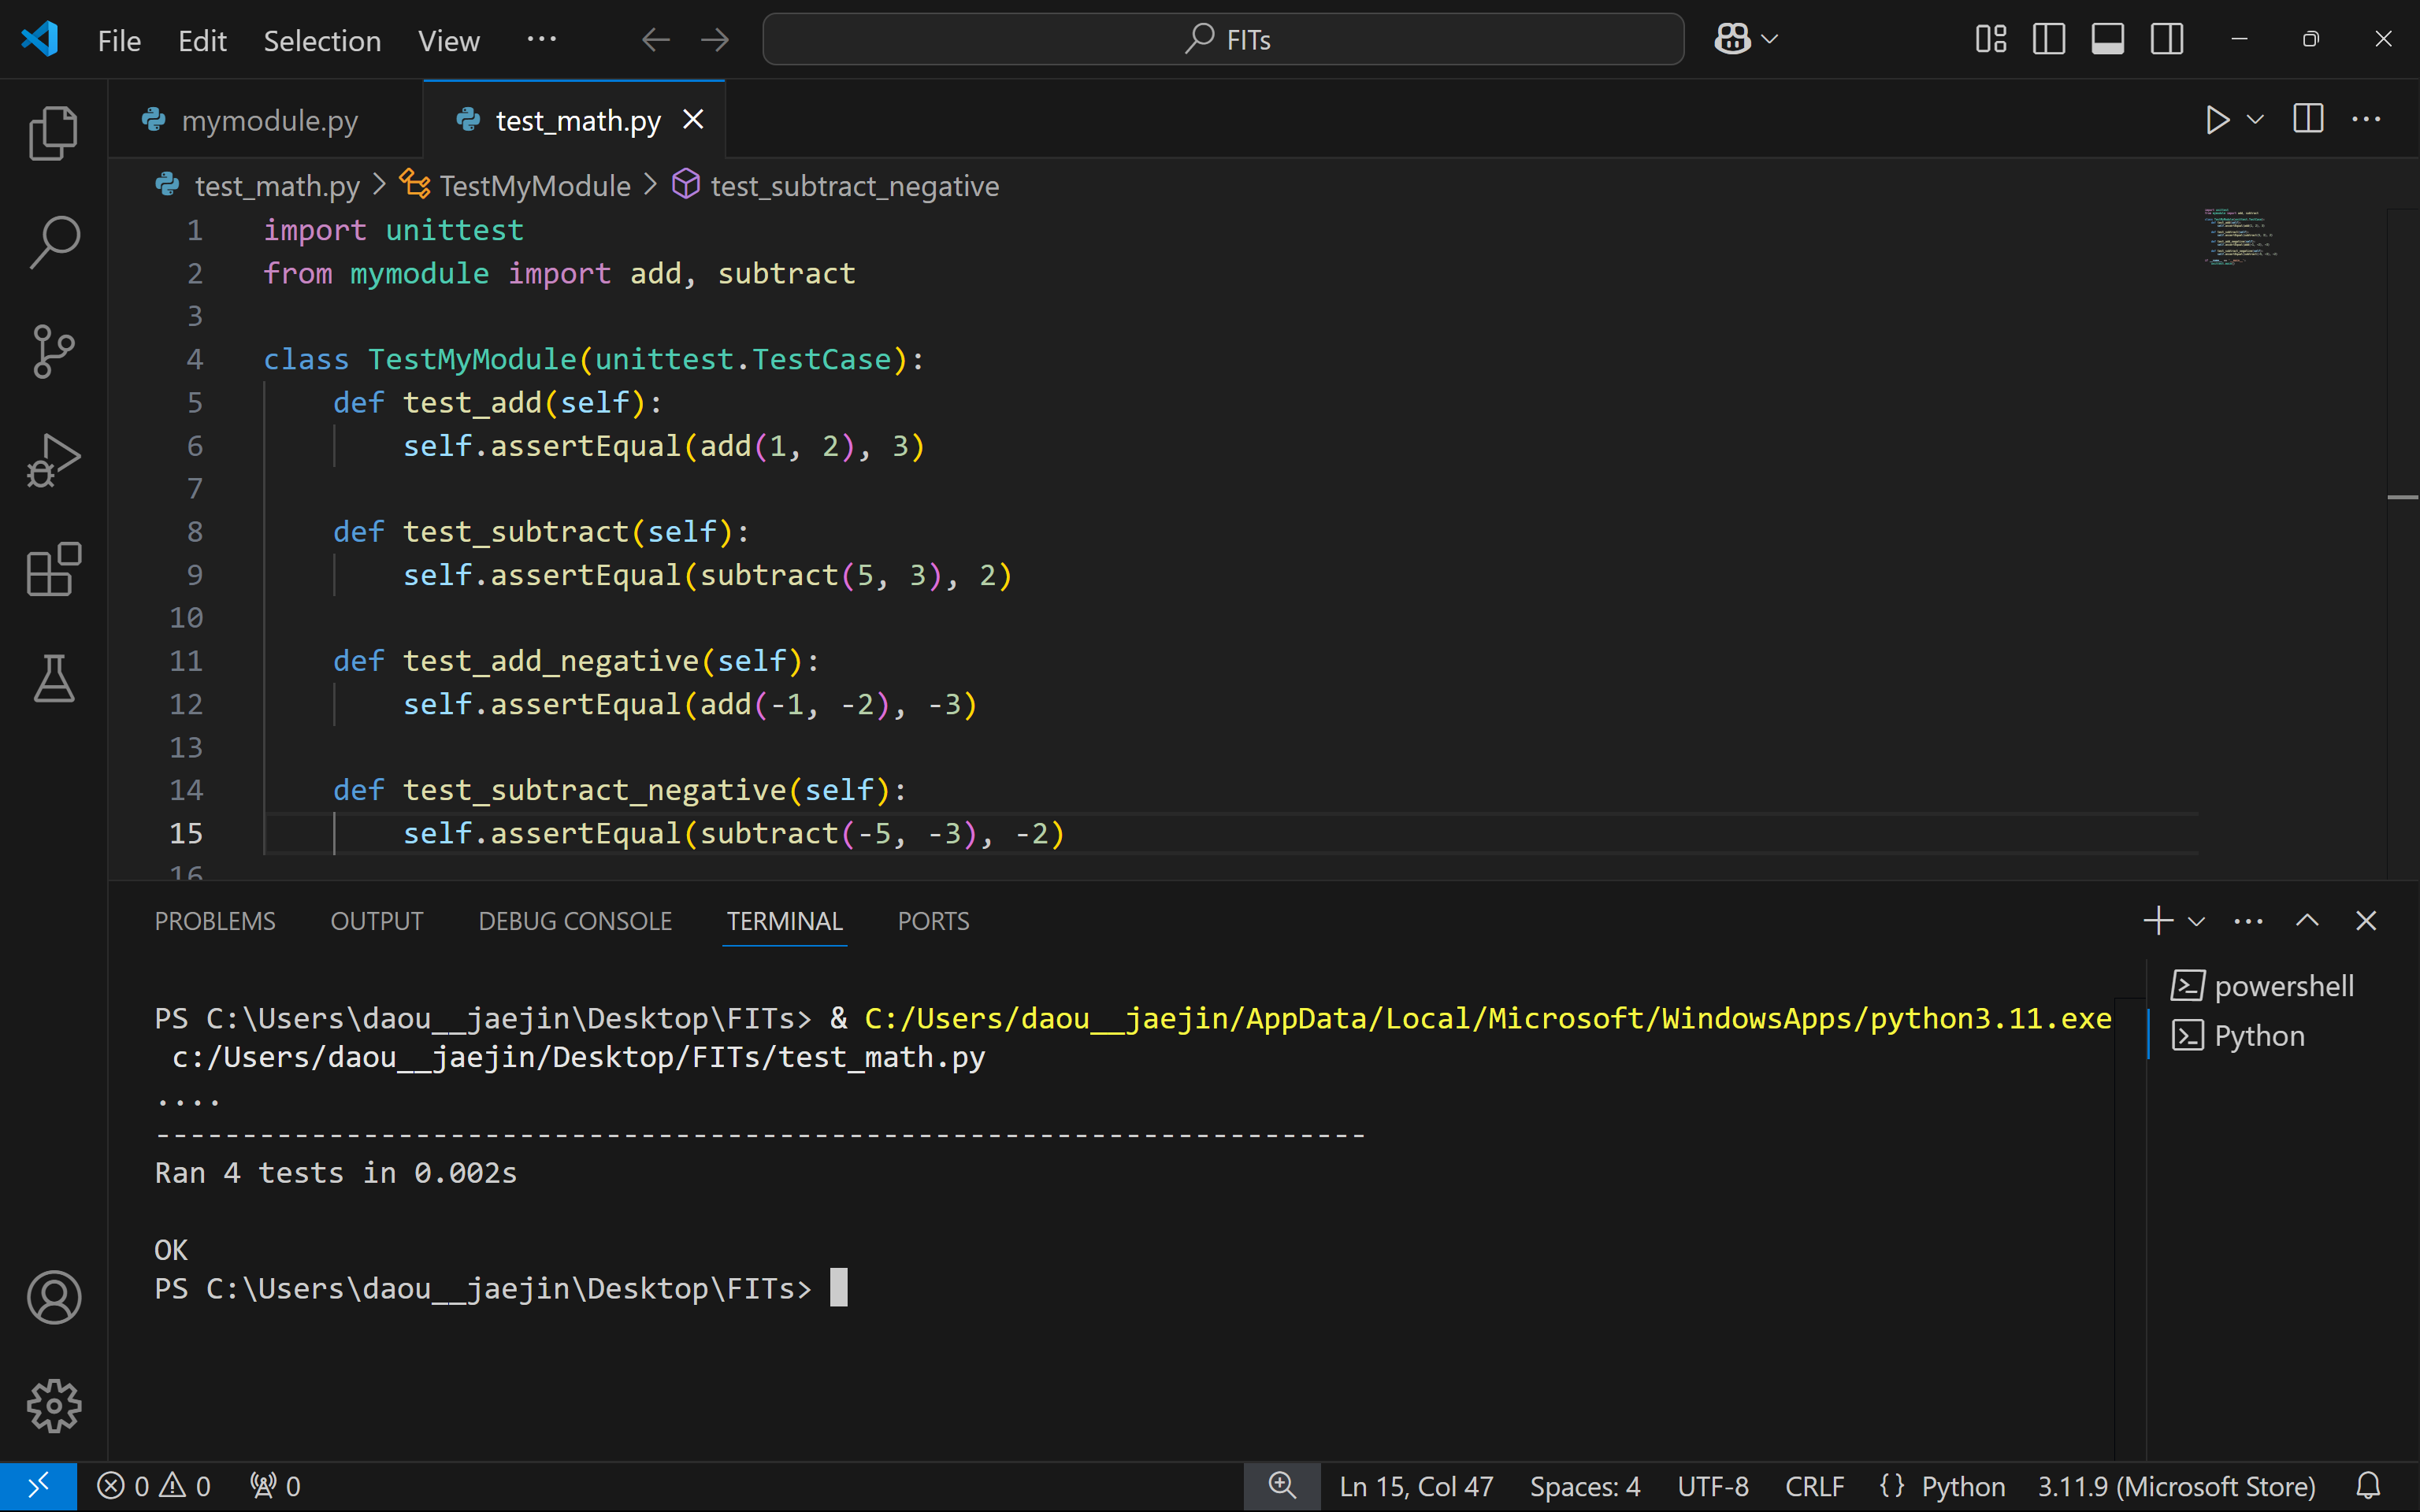 File Edit Selection View ··· FITs
mymodule.py test_math.py
test_math.py > TestMyModule > test_subtract_negative
1 import unittest
2 from mymodule import add, subtract
3
4 class TestMyModule(unittest.TestCase):
5     def test_add(self):
6         self.assertEqual(add(1, 2), 3)
7
8     def test_subtract(self):
9         self.assertEqual(subtract(5, 3), 2)
10
11     def test_add_negative(self):
12         self.assertEqual(add(-1, -2), -3)
13
14     def test_subtract_negative(self):
15         self.assertEqual(subtract(-5, -3), -2)
16
PROBLEMS OUTPUT DEBUG CONSOLE TERMINAL PORTS
powershell
Python
PS C:\Users\daou__jaejin\Desktop\FITs> & C:/Users/daou__jaejin/AppData/Local/Microsoft/WindowsApps/python3.11.exe
c:/Users/daou__jaejin/Desktop/FITs/test_math.py
....
----------------------------------------------------------------------
Ran 4 tests in 0.002s
OK
PS C:\Users\daou__jaejin\Desktop\FITs>
0 0 0 Ln 15, Col 47 Spaces: 4 UTF-8 CRLF {} Python 3.11.9 (Microsoft Store)